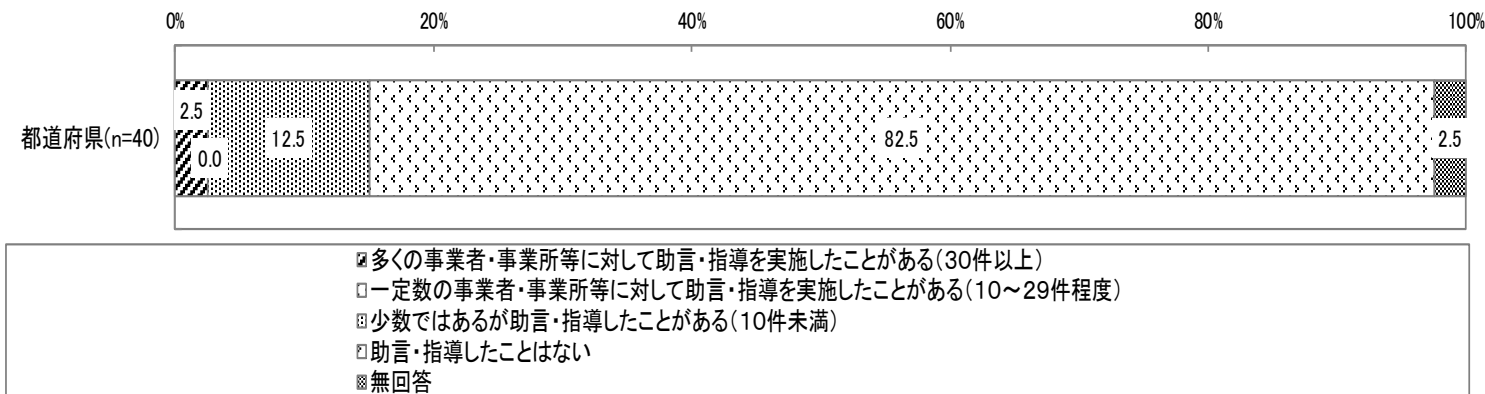 0% 20% 40% 60% 80% 100%
2.5
都道府県(n=40) 0.0 12.5 82.5 2.5
多くの事業者・事業所等に対して助言・指導を実施したことがある(30件以上)
一定数の事業者・事業所等に対して助言・指導を実施したことがある(10～29件程度)
少数ではあるが助言・指導したことがある(10件未満)
助言・指導したことはない
無回答